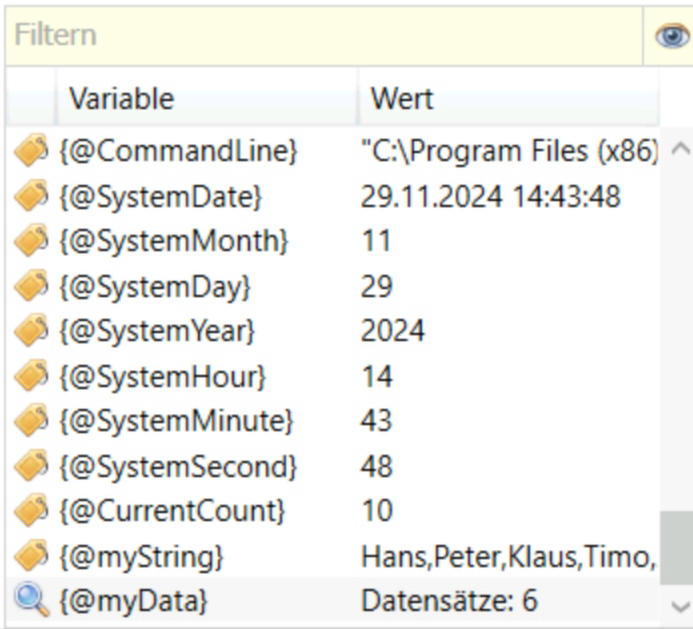 Filtern
Variable Wert
{@CommandLine} "C:\Program Files (x86)
{@SystemDate} 29.11.2024 14:43:48
{@SystemMonth} 11
{@SystemDay} 29
{@SystemYear} 2024
{@SystemHour} 14
{@SystemMinute} 43
{@SystemSecond} 48
{@CurrentCount} 10
{@myString} Hans,Peter,Klaus,Timo,
{@myData} Datensätze: 6